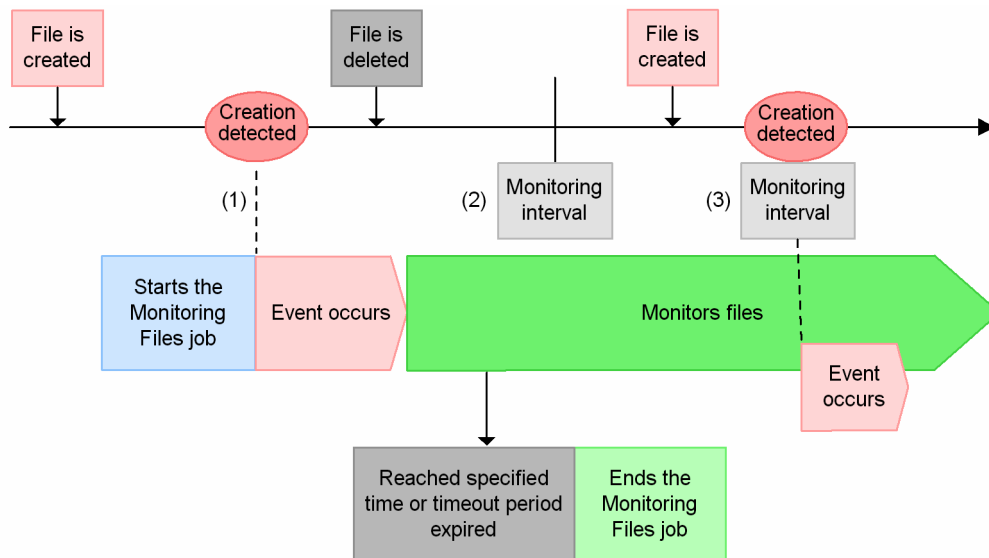 File is
created
File is
deleted
File is
created
Creation
detected
Creation
detected
(1)
(2)
Monitoring
interval
(3)
Monitoring
interval
Starts the
Monitoring
Files job
Event occurs
Monitors files
Event
occurs
Reached specified
time or timeout period
expired
Ends the
Monitoring
Files job